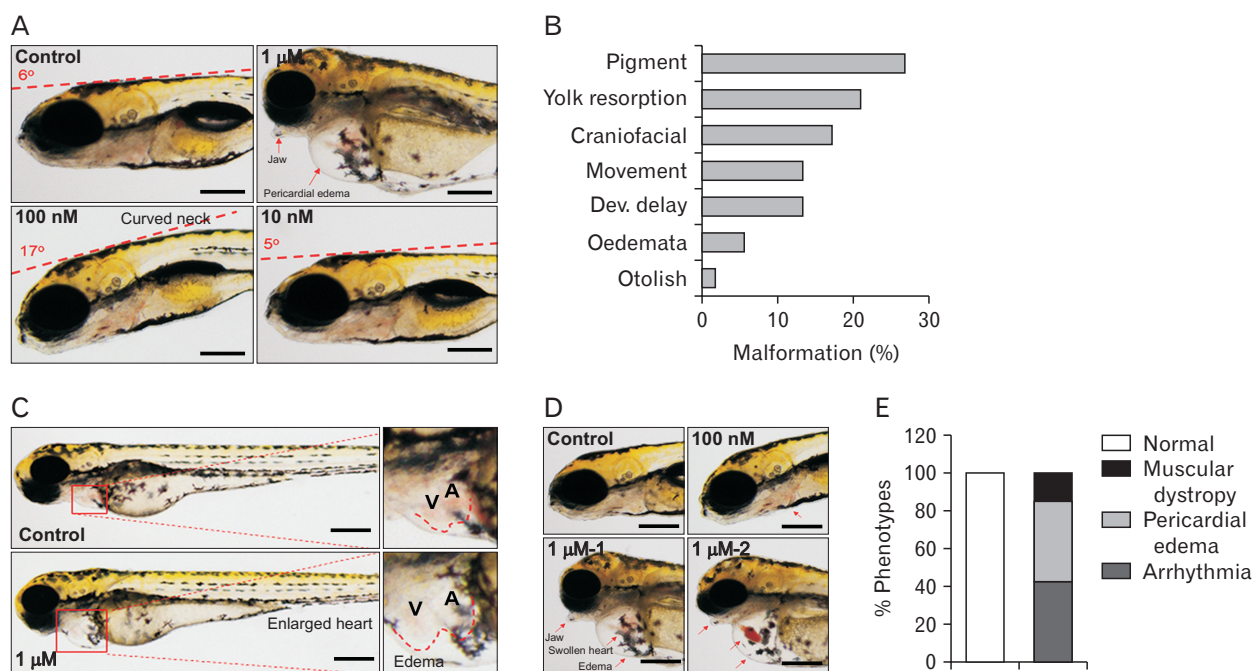 A
Control
6°
1 μM
Jaw
Pericardial edema
100 nM
Curved neck
17°
10 nM
5°
B
Pigment
Yolk resorption
Craniofacial
Movement
Dev. delay
Oedemata
Otolish
0
10
20
30
Malformation (%)
C
Control
V
A
1 μM
Enlarged heart
V
A
Edema
D
Control
100 nM
1 μM-1
Jaw
Swollen heart
Edema
1 μM-2
E
% Phenotypes
120
100
80
60
40
20
0
Normal
Muscular
dystropy
Pericardial
edema
Arrhythmia